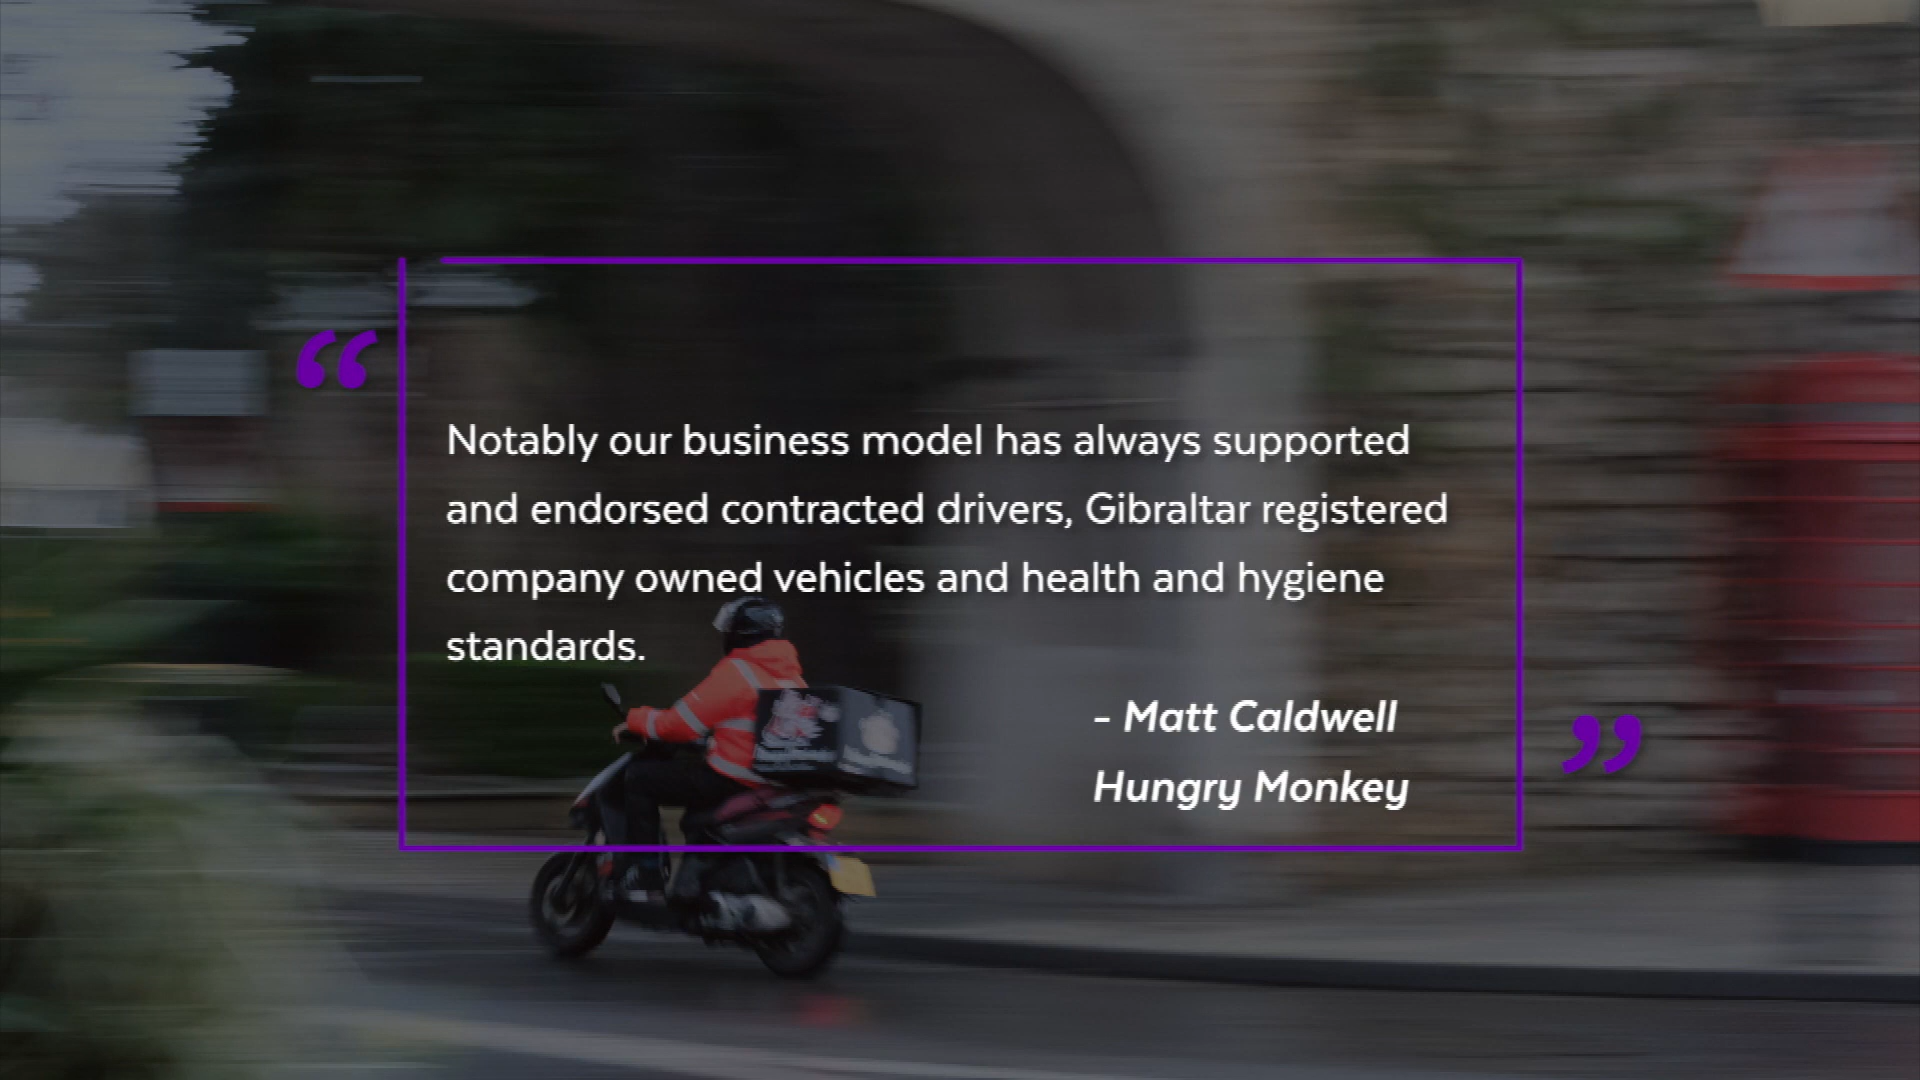 “
Notably our business model has always supported
and endorsed contracted drivers, Gibraltar registered
company owned vehicles and health and hygiene
standards.
- Matt Caldwell
Hungry Monkey
”